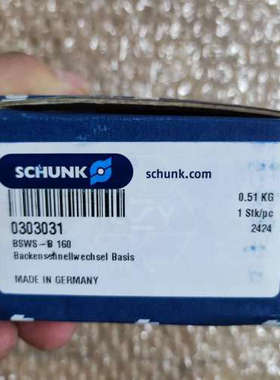 SCHUNK
schunk.com
0303031
0.51 KG
BSWS-B 160
1 Stk/pc
Backenschnellwechsel Basis
2424
MADE IN GERMANY